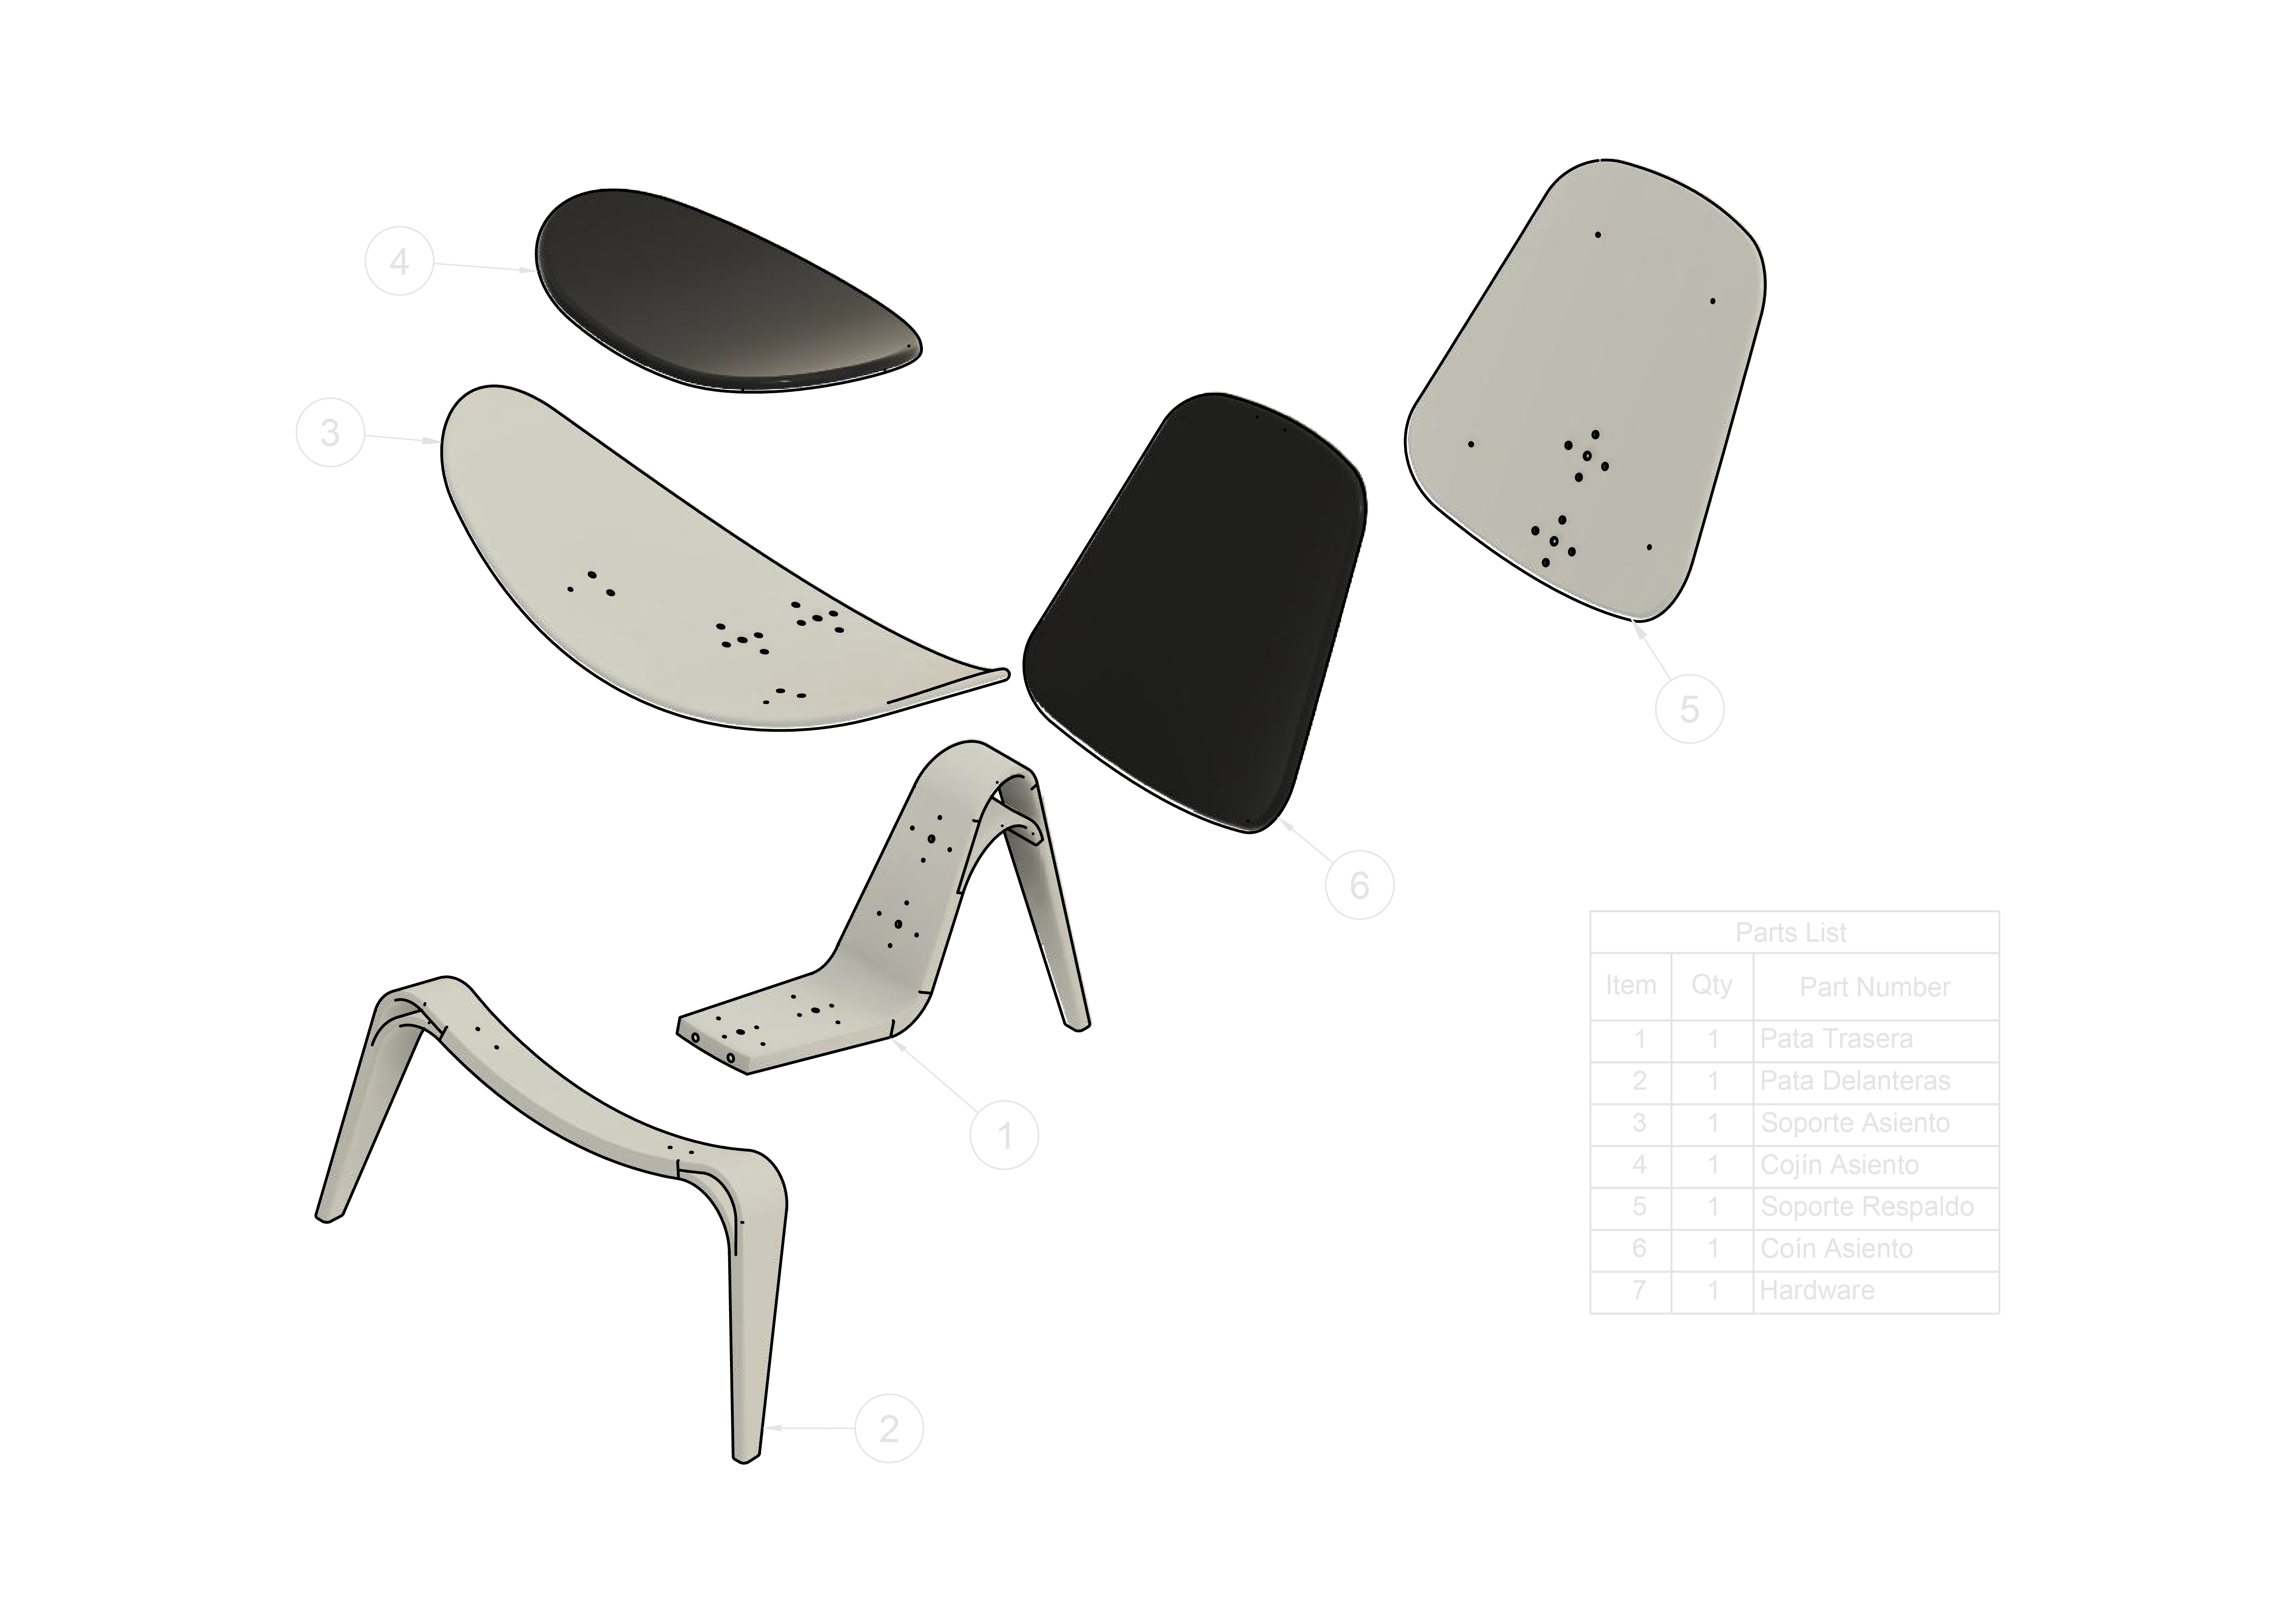 4
3
5
6
1
2
Parts List
Item Qty Part Number
1 1 Pata Trasera
2 1 Pata Delanteras
3 1 Soporte Asiento
4 1 Cojín Asiento
5 1 Soporte Respaldo
6 1 Coín Asiento
7 1 Hardware